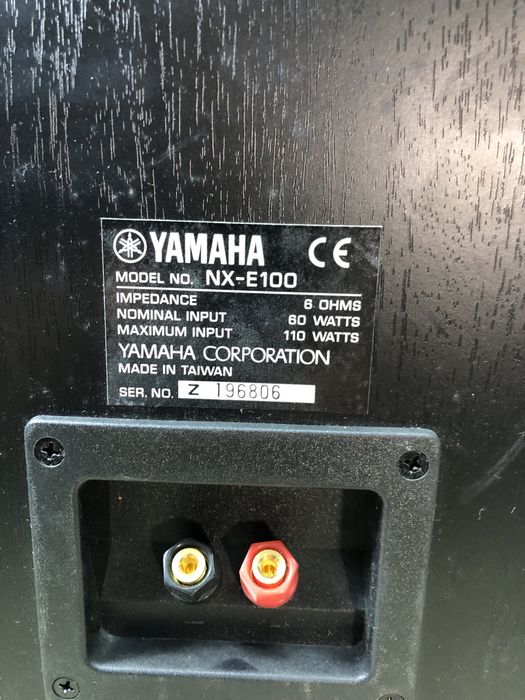 YAMAHA CE
MODEL NO. NX-E100
IMPEDANCE 6 OHMS
NOMINAL INPUT 60 WATTS
MAXIMUM INPUT 110 WATTS
YAMAHA CORPORATION
MADE IN TAIWAN
SER. NO. Z 196806